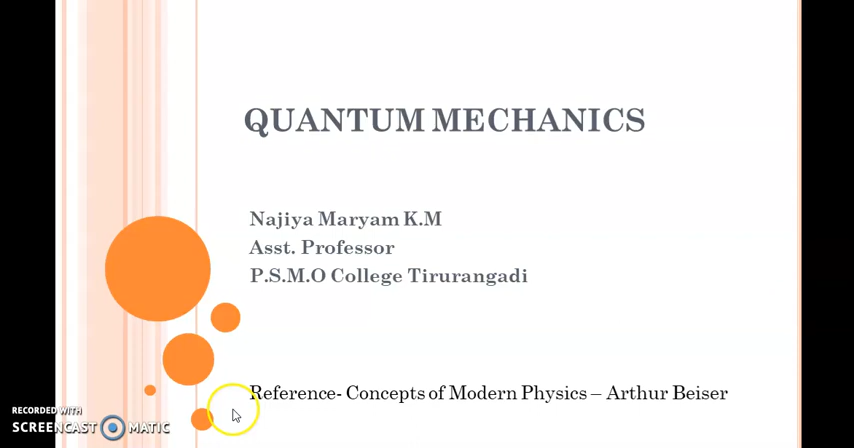 QUANTUM MECHANICS
Najiya Maryam K.M
Asst. Professor
P.S.M.O College Tirurangadi
Reference- Concepts of Modern Physics – Arthur Beiser
RECORDED WITH
SCREENCAST MATIC